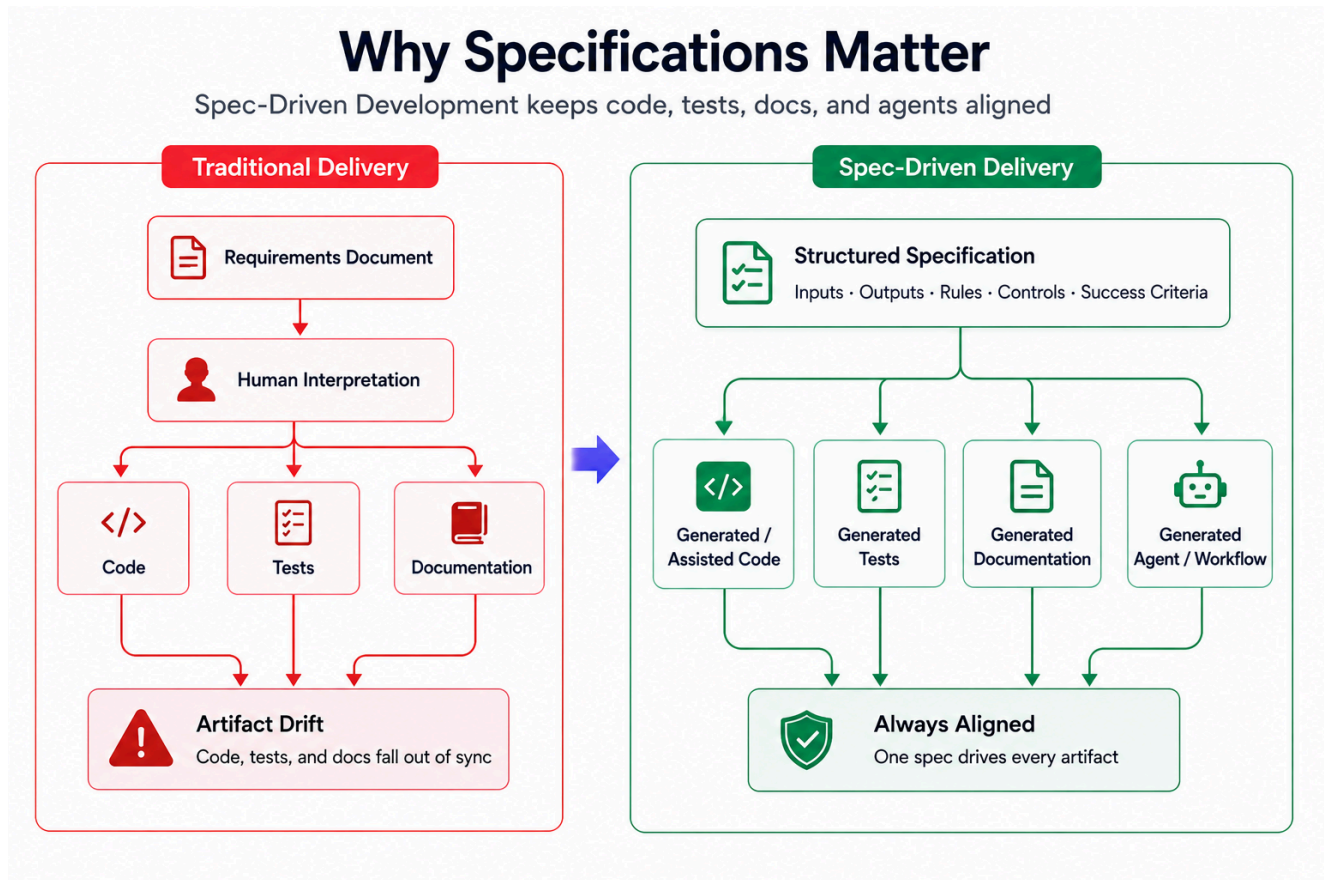 Why Specifications Matter
Spec-Driven Development keeps code, tests, docs, and agents aligned
Traditional Delivery
Requirements Document
Human Interpretation
</>
Code
Tests
Documentation
!
Artifact Drift
Code, tests, and docs fall out of sync
Spec-Driven Delivery
Structured Specification
Inputs · Outputs · Rules · Controls · Success Criteria
</>
Generated /
Assisted Code
Generated
Tests
Generated
Documentation
Generated
Agent / Workflow
Always Aligned
One spec drives every artifact